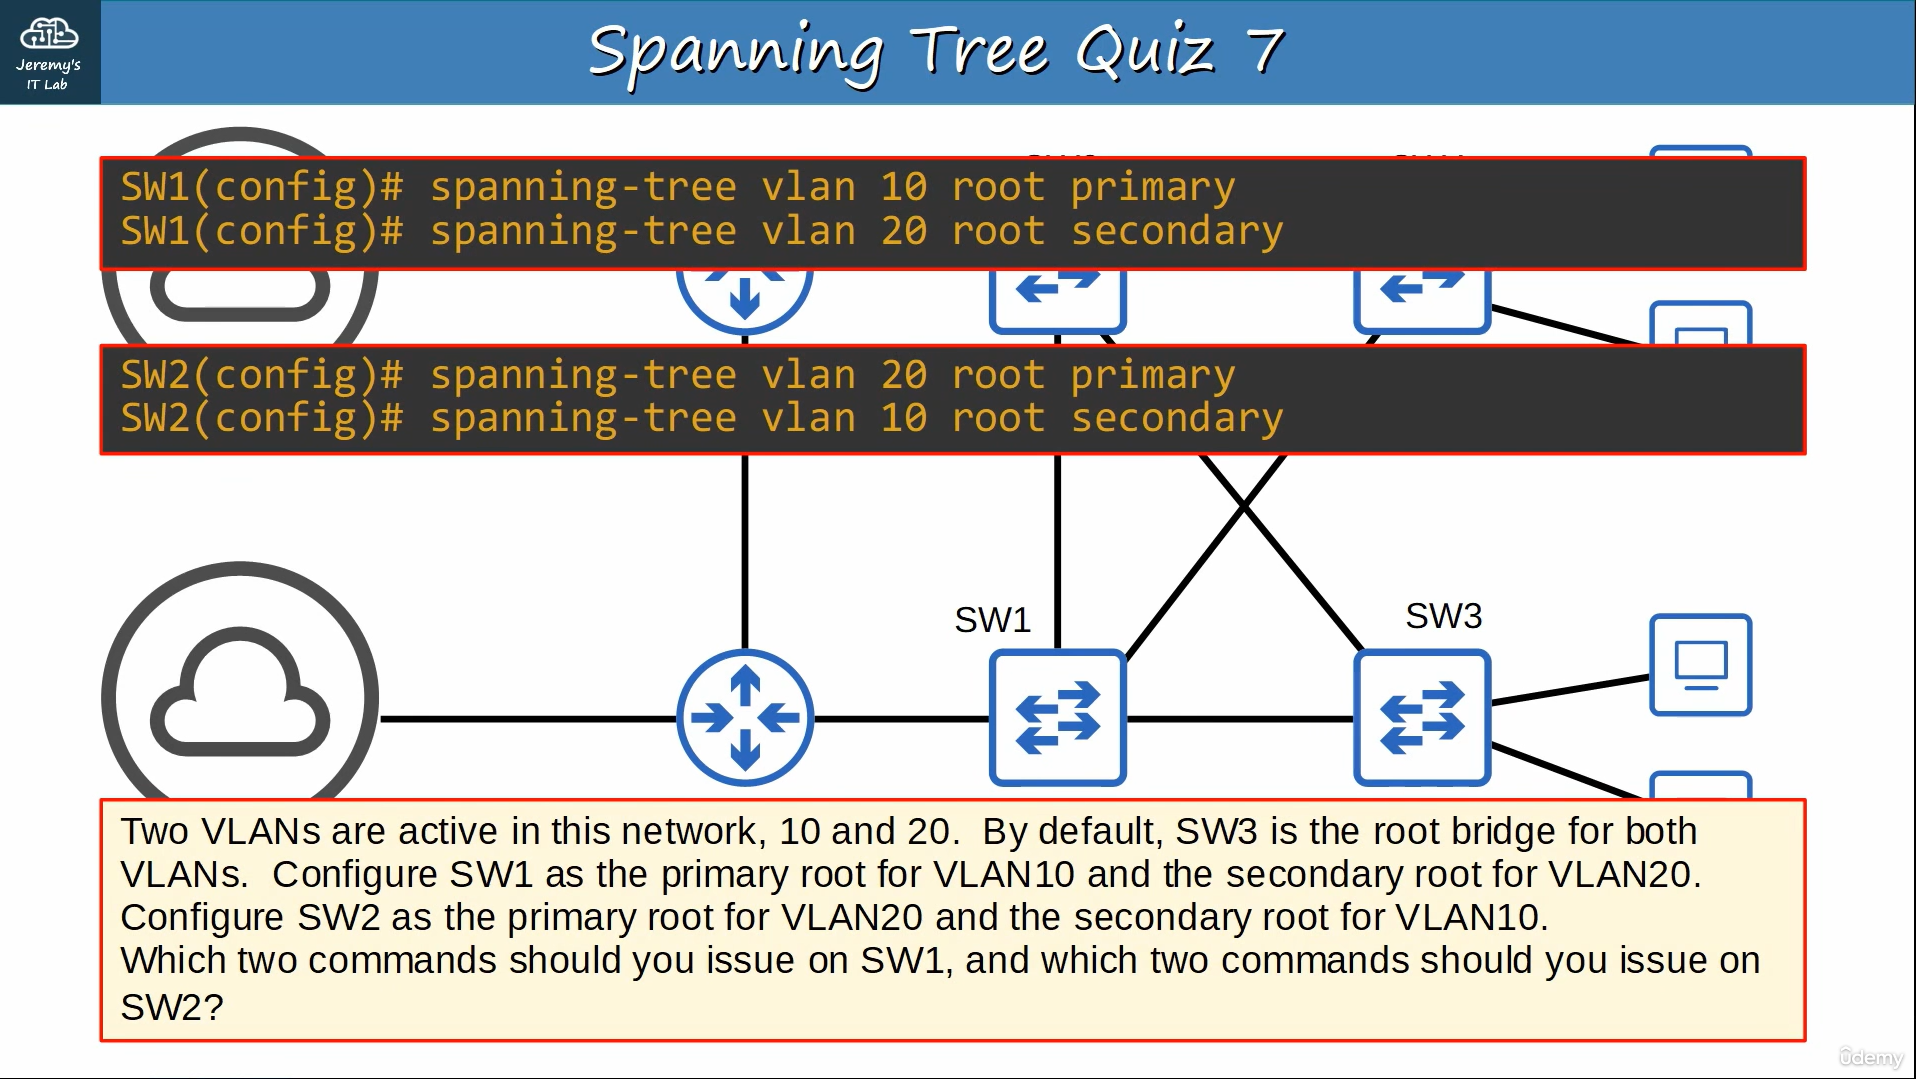 Jeremy's
IT Lab
Spanning Tree Quiz 7
SW1(config)# spanning-tree vlan 10 root primary
SW1(config)# spanning-tree vlan 20 root secondary
SW2(config)# spanning-tree vlan 20 root primary
SW2(config)# spanning-tree vlan 10 root secondary
SW1
SW3
Two VLANs are active in this network, 10 and 20.  By default, SW3 is the root bridge for both
VLANs.  Configure SW1 as the primary root for VLAN10 and the secondary root for VLAN20.
Configure SW2 as the primary root for VLAN20 and the secondary root for VLAN10.
Which two commands should you issue on SW1, and which two commands should you issue on
SW2?
ûdemy